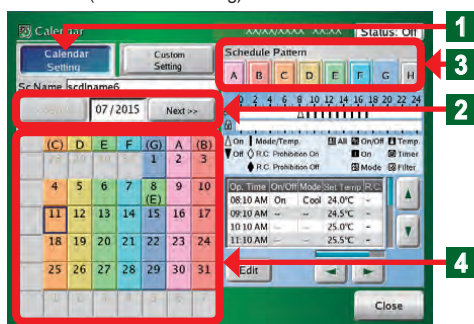 Calendar
XX/XX/XXXX XX:XX
Status: Off
1
Calendar
Setting
Custom
Setting
Schedule Pattern
A B C D E F G H
3
Sc.Name scdlname6
07/2015 Next >>
2
0 2 4 6 8 10 12 14 16 18 20 22 24
On Mode/Temp. All On/Off Temp.
Off R.C. Prohibition On On Timer
R.C. Prohibition Off Mode Filter
(C) D E F (G) A (B)
1 2 3
4 5 6 7 8 9 10
(E)
11 12 13 14 15 16 17
18 19 20 21 22 23 24
25 26 27 28 29 30 31
Op. Time On/Off Mode Set Temp R.C.
08:10 AM On Cool 24.0°C -
09:10 AM -- -- 24.5°C -
10:10 AM -- -- 25.0°C -
11:10 AM -- -- 25.5°C -
Edit
4
Close